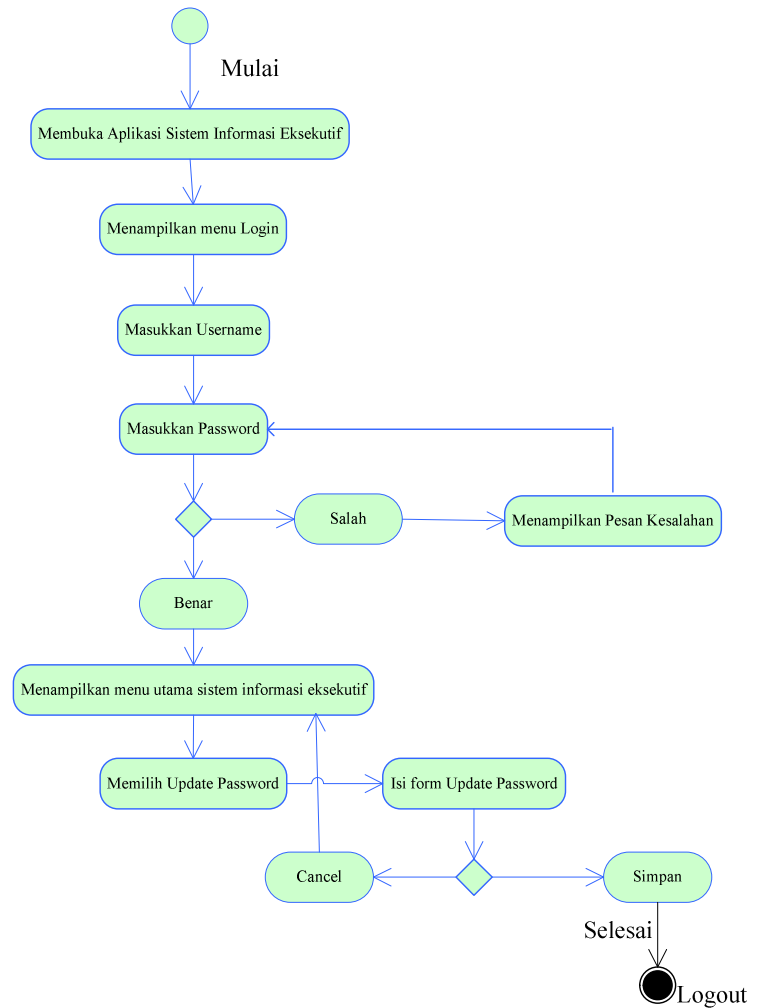 Mulai
Membuka Aplikasi Sistem Informasi Eksekutif
Menampilkan menu Login
Masukkan Username
Masukkan Password
Salah
Menampilkan Pesan Kesalahan
Benar
Menampilkan menu utama sistem informasi eksekutif
Memilih Update Password
Isi form Update Password
Cancel
Simpan
Selesai
Logout